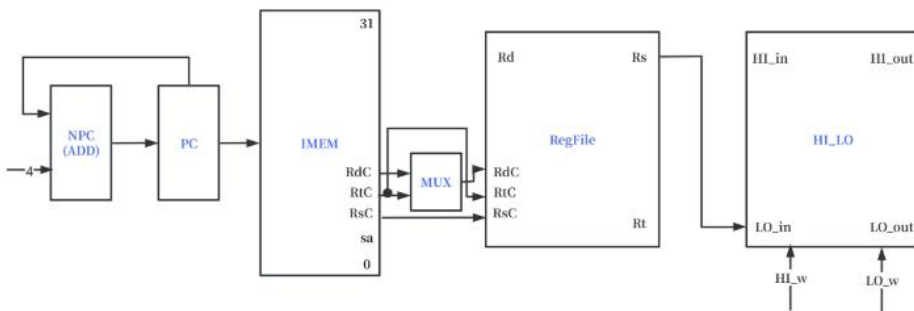 31
Rd
Rs
HI_in
HI_out
NPC
(ADD)
PC
IMEM
RegFile
HI_LO
4
RdC
RtC
RsC
sa
0
MUX
RdC
RtC
RsC
Rt
LO_in
LO_out
HI_w
LO_w